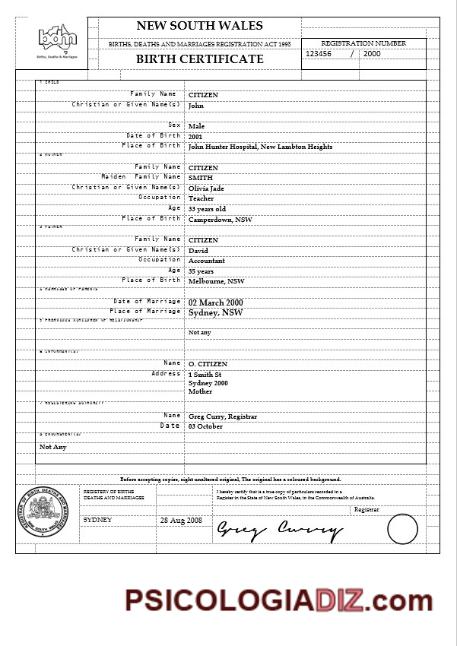 NEW SOUTH WALES
BIRTHS, DEATHS AND MARRIAGES REGISTRATION ACT 1995
BIRTH CERTIFICATE
REGISTRATION NUMBER
123456 / 2000
bdm
Births, Deaths & Marriages
1 CHILD
Family Name CITIZEN
Christian or Given Name(s) John
Sex Male
Date of Birth 2001
Place of Birth John Hunter Hospital, New Lambton Heights
2 MOTHER
Family Name CITIZEN
Maiden Family Name SMITH
Christian or Given Name(s) Olivia Jade
Occupation Teacher
Age 33 years old
Place of Birth Camperdown, NSW
3 FATHER
Family Name CITIZEN
Christian or Given Name(s) David
Occupation Accountant
Age 35 years
Place of Birth Melbourne, NSW
4 MARRIAGE OF PARENTS
Date of Marriage 02 March 2000
Place of Marriage Sydney, NSW
5 PREVIOUS CHILDREN OF RELATIONSHIP
Not any
6 INFORMANT(S)
Name O. CITIZEN
Address 1 Smith St
Sydney 2000
Mother
7 REGISTERING AUTHORITY
Name Greg Curry, Registrar
Date 03 October
8 ENDORSEMENT(S)
Not Any
Before accepting copies, sight unaltered original, The original has a coloured background.
REGISTRY OF BIRTHS
DEATHS AND MARRIAGES
I hereby certify that is a true copy of particulars recorded in a
Register in the State of New South Wales, in the Commonwealth of Australia
Registrar
SYDNEY
28 Aug 2008
Greg Curry
PSICOLOGIADIZ.com